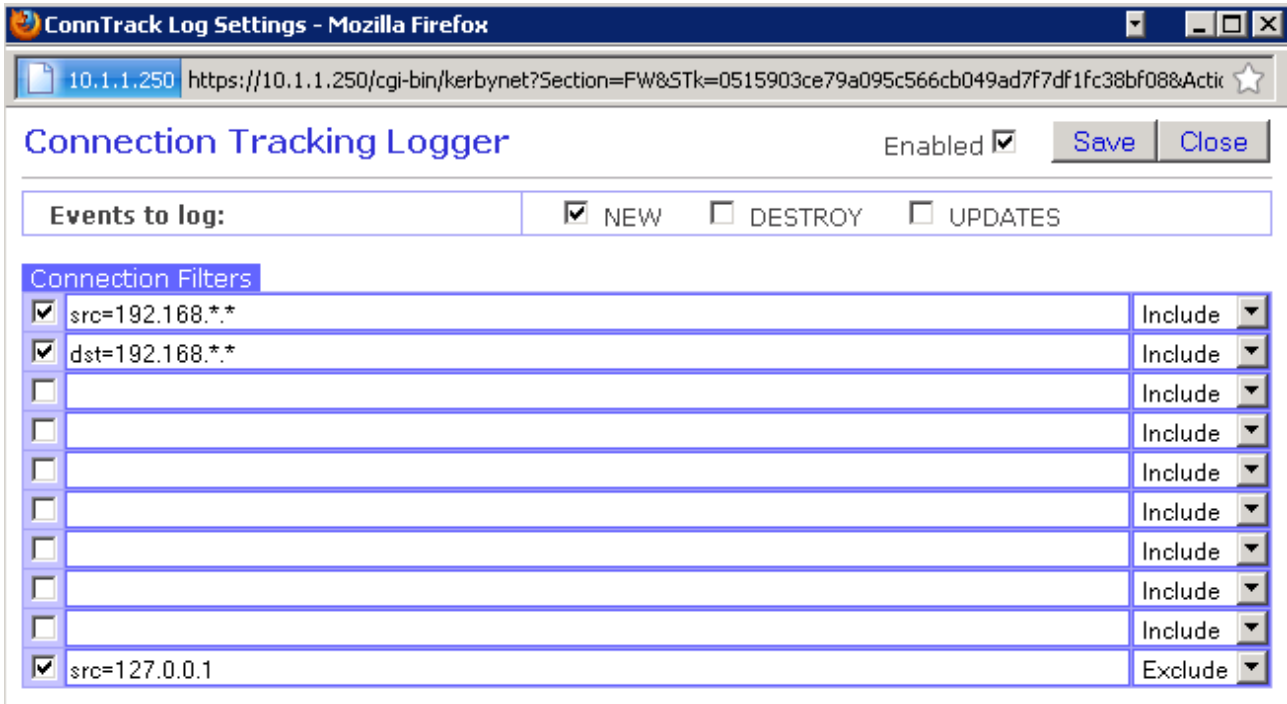 ConnTrack Log Settings - Mozilla Firefox
10.1.1.250 https://10.1.1.250/cgi-bin/kerbynet?Section=FW&STk=0515903ce79a095c566cb049ad7f7df1fc38bf08&Actic
Connection Tracking Logger Enabled Save Close
Events to log: NEW DESTROY UPDATES
Connection Filters
src=192.168.*.* Include
dst=192.168.*.* Include
Include
Include
Include
Include
Include
Include
Include
src=127.0.0.1 Exclude